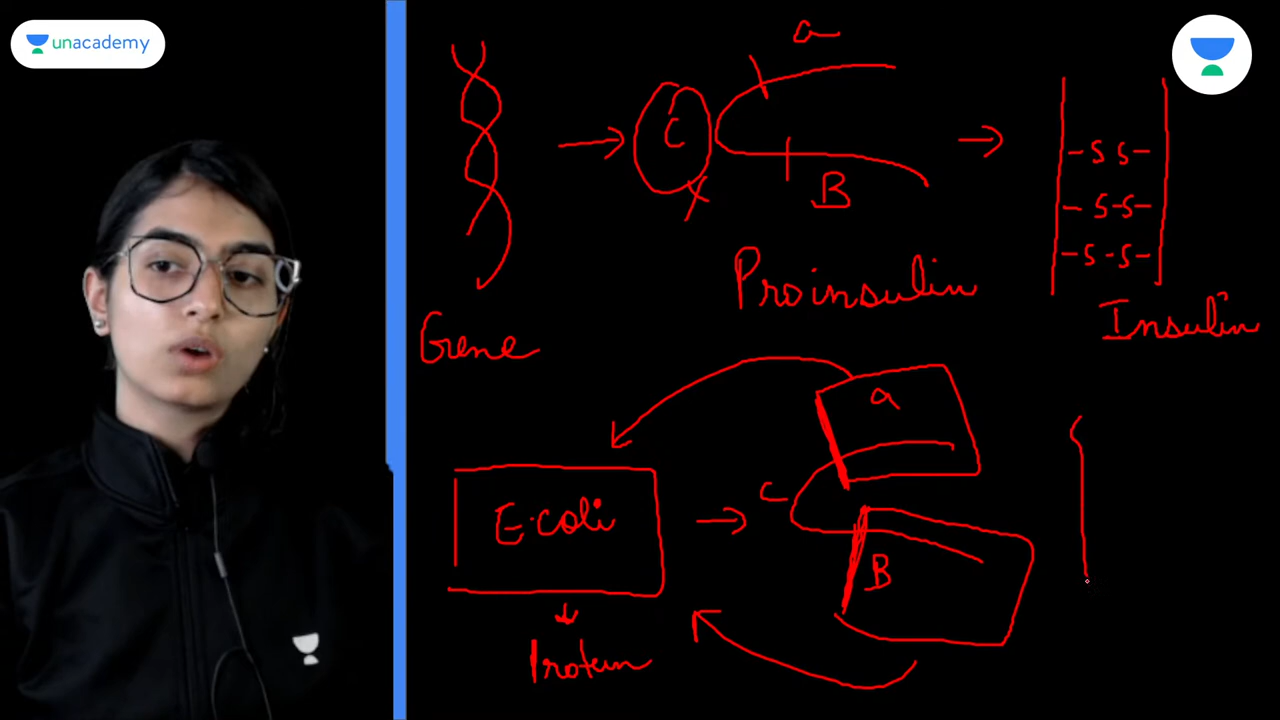 unacademy
a
C
B
Proinsulin
-S S-
-S-S-
-S-S-
Insulin
Gene
a
C
E.coli
B
Protein